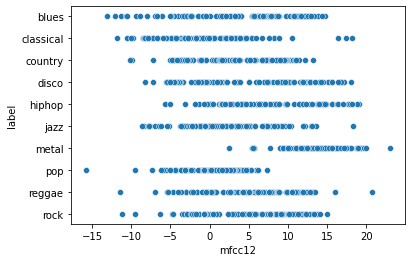 blues
classical
country
disco
hiphop
jazz
metal
pop
reggae
rock
label
−15 −10 −5 0 5 10 15 20
mfcc12